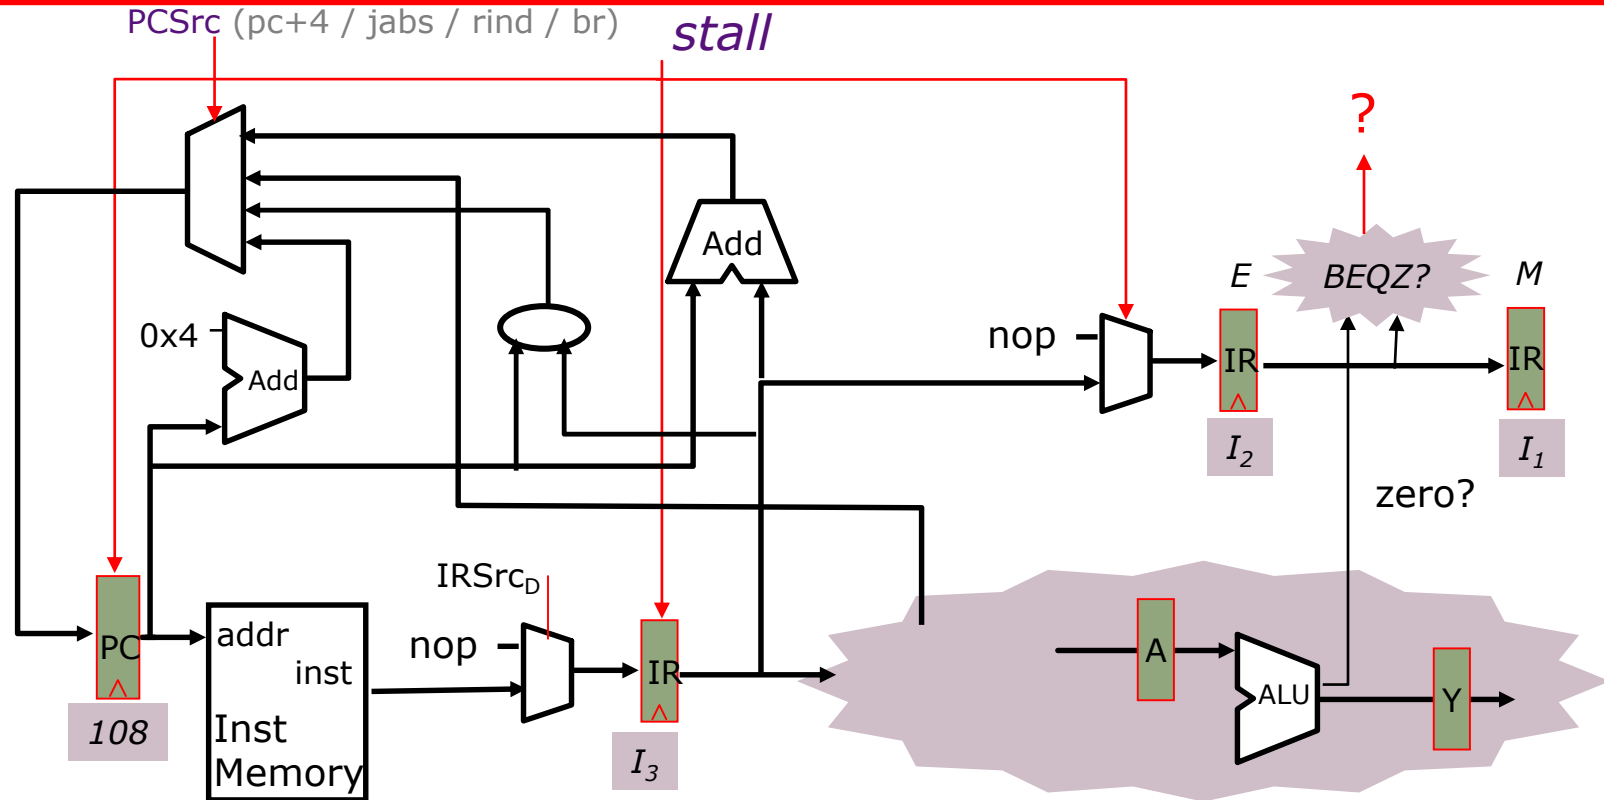 PCSrc (pc+4 / jabs / rind / br)
stall
?
Add
E
BEQZ?
M
0x4
Add
nop
IR
IR
I2
I1
zero?
IRSrcD
PC
addr
inst
Inst
Memory
nop
IR
A
ALU
Y
108
I3